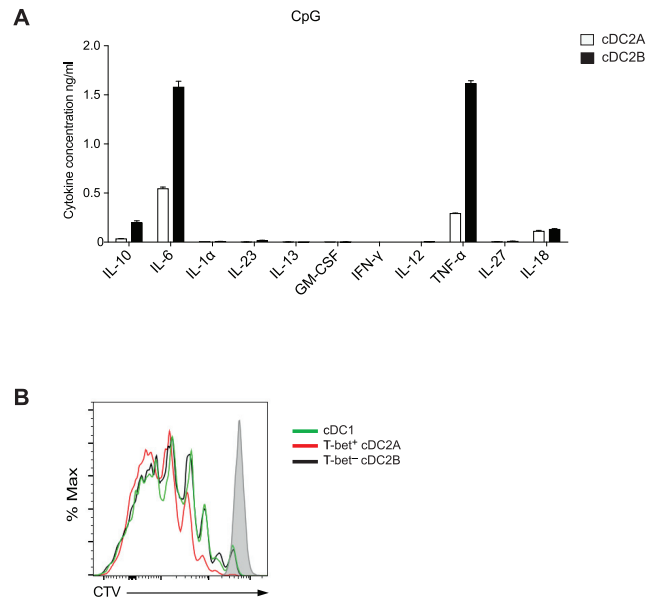 A
CpG
cDC2A
cDC2B
Cytokine concentration ng/ml
2.0
1.5
1.0
0.5
0
IL-10
IL-6
IL-1α
IL-23
IL-13
GM-CSF
IFN-γ
IL-12
TNF-α
IL-27
IL-18
B
% Max
CTV
cDC1
T-bet⁺ cDC2A
T-bet⁻ cDC2B